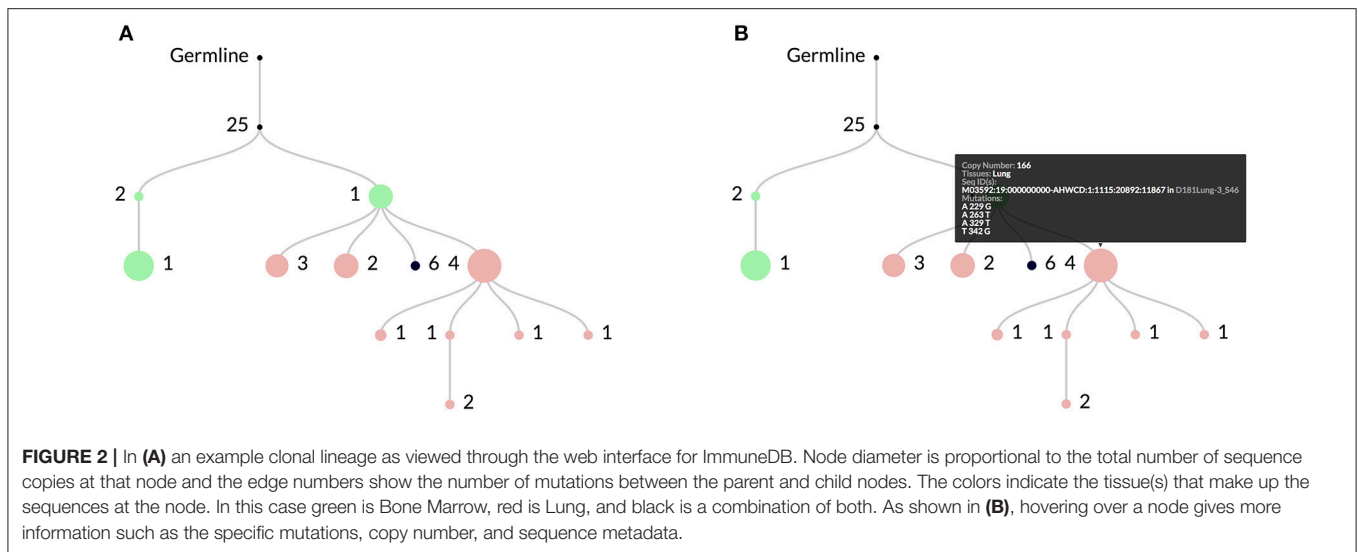 A
Germline
25
2
1
1
3
2
6
4
1
1
1
1
2
B
Germline
25
2
Copy Number: 166
Tissues: Lung
Seq ID(s):
M03592:19:000000000-AHWCD:1:1115:20892:11867 in D181Lung-3_S46
Mutations:
A 229 G
A 263 T
A 329 T
T 342 G
1
3
2
6
4
1
1
1
1
2
FIGURE 2 | In (A) an example clonal lineage as viewed through the web interface for ImmuneDB. Node diameter is proportional to the total number of sequence
copies at that node and the edge numbers show the number of mutations between the parent and child nodes. The colors indicate the tissue(s) that make up the
sequences at the node. In this case green is Bone Marrow, red is Lung, and black is a combination of both. As shown in (B), hovering over a node gives more
information such as the specific mutations, copy number, and sequence metadata.